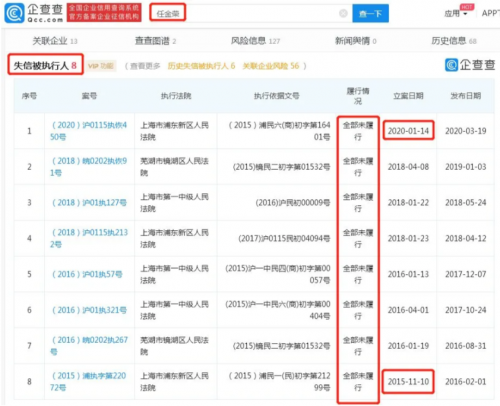 企查查 全国企业信用查询系统 任金荣 查一下 应用 HOT APP下
Qcc.com 官方备案企业征信机构
关联企业 13 查查图谱 2 风险信息 127 新闻舆情 0 历史信息 68
失信被执行人 8 VIP 功能 (查看更多 历史失信被执行人 6 关联企业风险 56 ) 企查查
序号 案号 执行法院 执行依据文号 履行情况 立案日期 发布日期
1 (2020)沪0115执恢450号 上海市浦东新区人民法院 (2015)浦民六(商)初字第16401号 全部未履行 2020-01-14 2020-03-19
2 (2018)皖0202执恢91号 芜湖市镜湖区人民法院 (2015)镜民二初字第01532号 全部未履行 2018-04-08 2019-01-03
3 (2018)沪01执127号 上海市第一中级人民法院 (2016)沪民初00009号 全部未履行 2018-01-22 2018-05-24
4 (2018)沪0115执2132号 上海市浦东新区人民法院 (2017)沪0115民初04094号 全部未履行 2018-01-23 2018-04-12
5 (2016)沪01执57号 上海市第一中级人民法院 (2015)沪一中民四(商)初字第00057号 全部未履行 2016-01-13 2017-12-07
6 (2016)沪01执321号 上海市第一中级人民法院 (2015)沪一中民六(商)初字第00404号 全部未履行 2016-04-01 2017-10-24
7 (2016)皖0202执267号 芜湖市镜湖区人民法院 (2015)镜民二初字第01532号 全部未履行 2016-01-19 2016-08-31
8 (2015)浦执字第22072号 上海市浦东新区人民法院 (2015)浦民一(民)初字第21299号 全部未履行 2015-11-10 2016-02-01